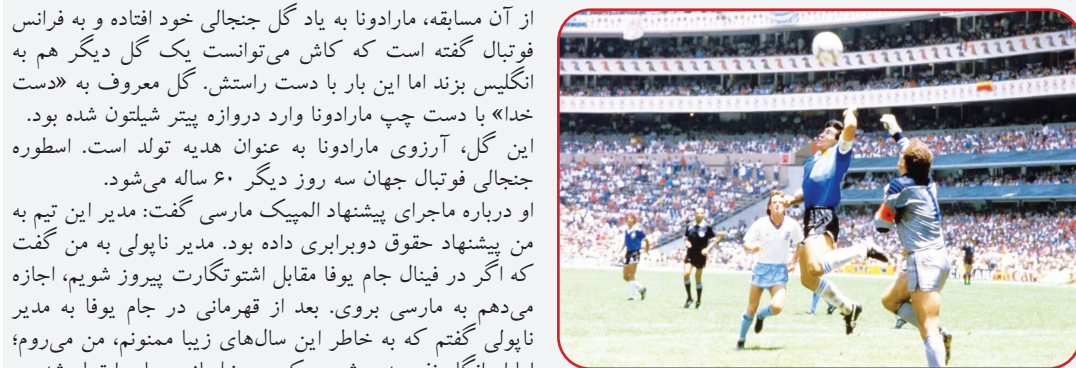 از آن مسابقه، مارادونا به یاد گل جنجالی خود افتاده و به فرانس
فوتبال گفته است که کاش می‌توانست یک گل دیگر هم به
انگلیس بزند اما این بار با دست راستش. گل معروف به «دست
خدا» با دست چپ مارادونا وارد دروازه پیتر شیلتون شده بود.
این گل، آرزوی مارادونا به عنوان هدیه تولد است. اسطوره
جنجالی فوتبال جهان سه روز دیگر ۶۰ ساله می‌شود.
او درباره ماجرای پیشنهاد المپیک مارسی گفت: مدیر این تیم به
من پیشنهاد حقوق دوبرابری داده بود. مدیر ناپولی به من گفت
که اگر در فینال جام یوفا مقابل اشتوتگارت پیروز شویم، اجازه
می‌دهم به مارسی بروی. بعد از قهرمانی در جام یوفا به مدیر
ناپولی گفتم که به خاطر این سال‌های زیبا ممنونم، من می‌روم؛